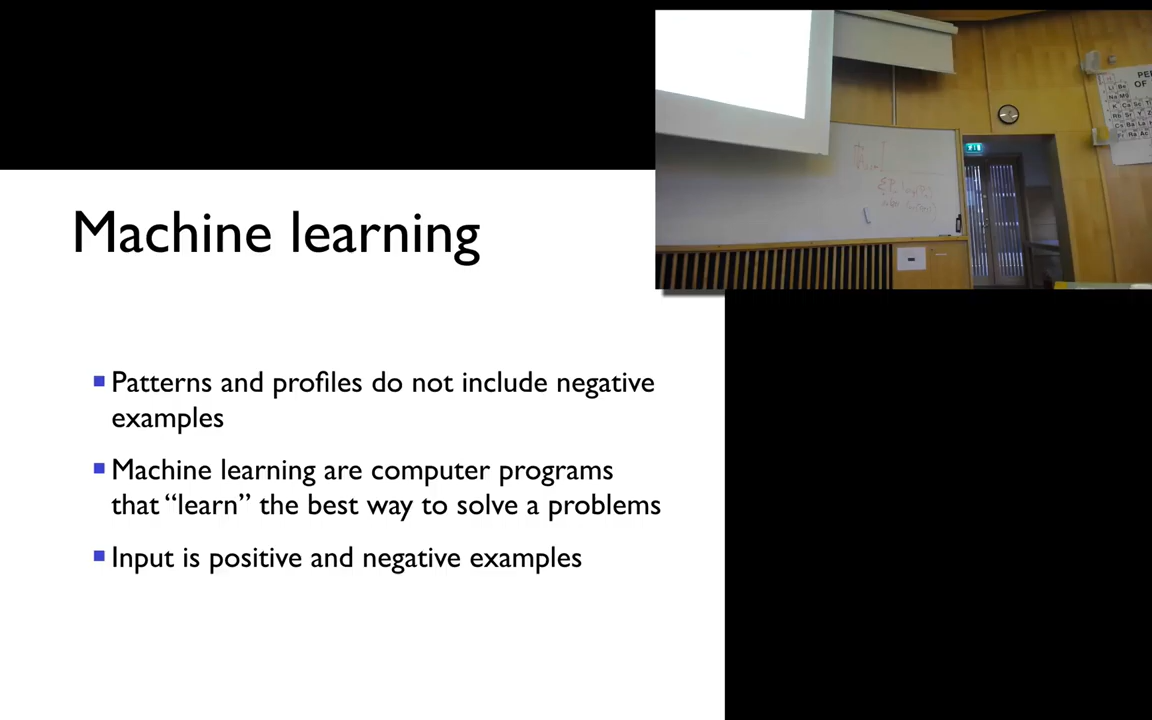 Machine learning
Patterns and profiles do not include negative
examples
Machine learning are computer programs
that “learn” the best way to solve a problems
Input is positive and negative examples